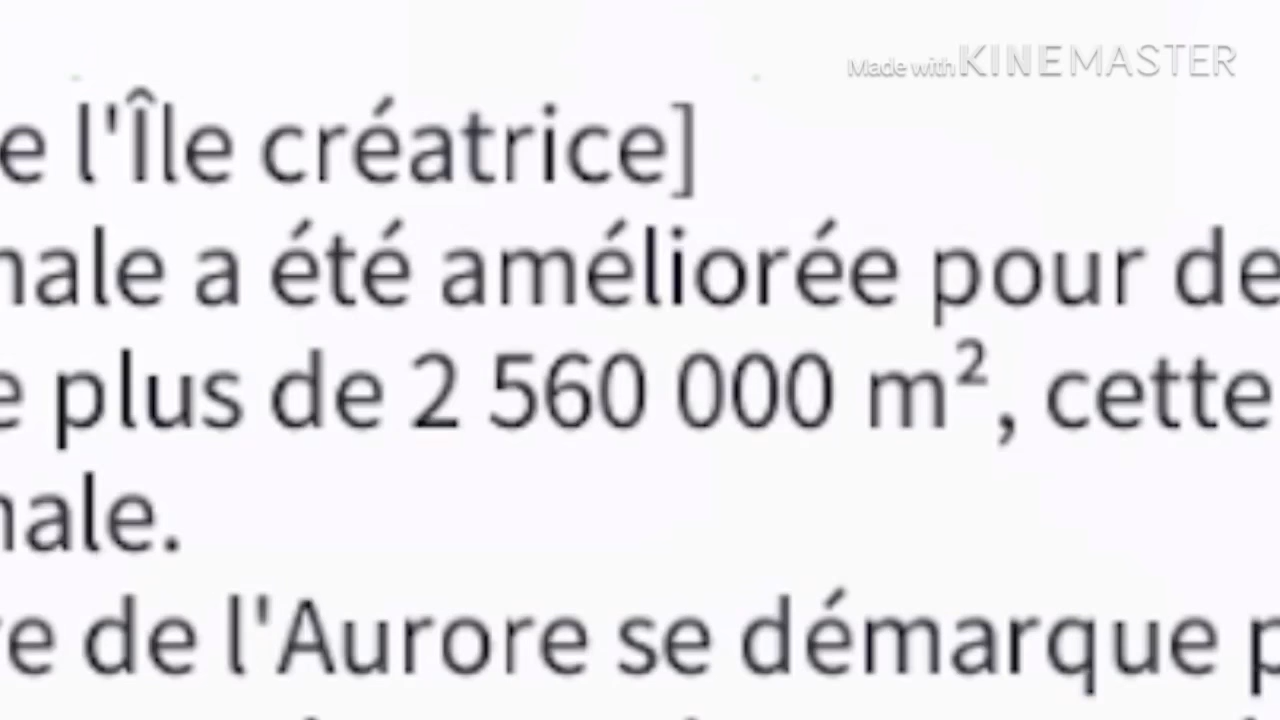 Made with KINEMASTER
e l'Île créatrice]
nale a été améliorée pour de
e plus de 2 560 000 m², cette
nale.
re de l'Aurore se démarque p